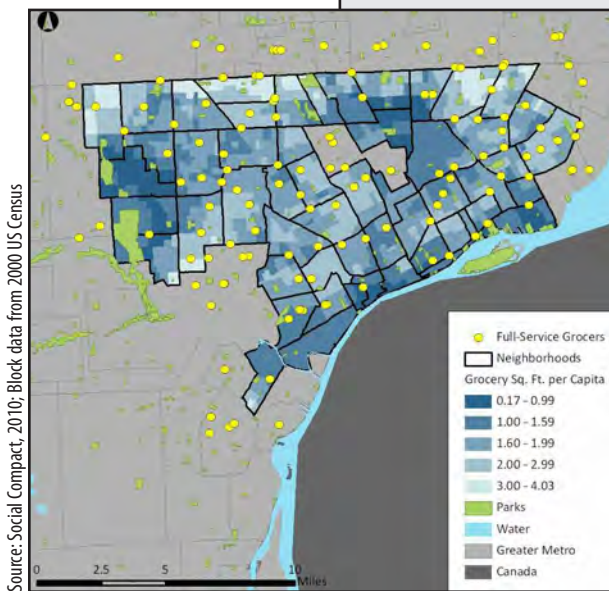 Source: Social Compact, 2010; Block data from 2000 US Census
Full-Service Grocers
Neighborhoods
Grocery Sq. Ft. per Capita
0.17 - 0.99
1.00 - 1.59
1.60 - 1.99
2.00 - 2.99
3.00 - 4.03
Parks
Water
Greater Metro
Canada
0 2.5 5 10
Miles